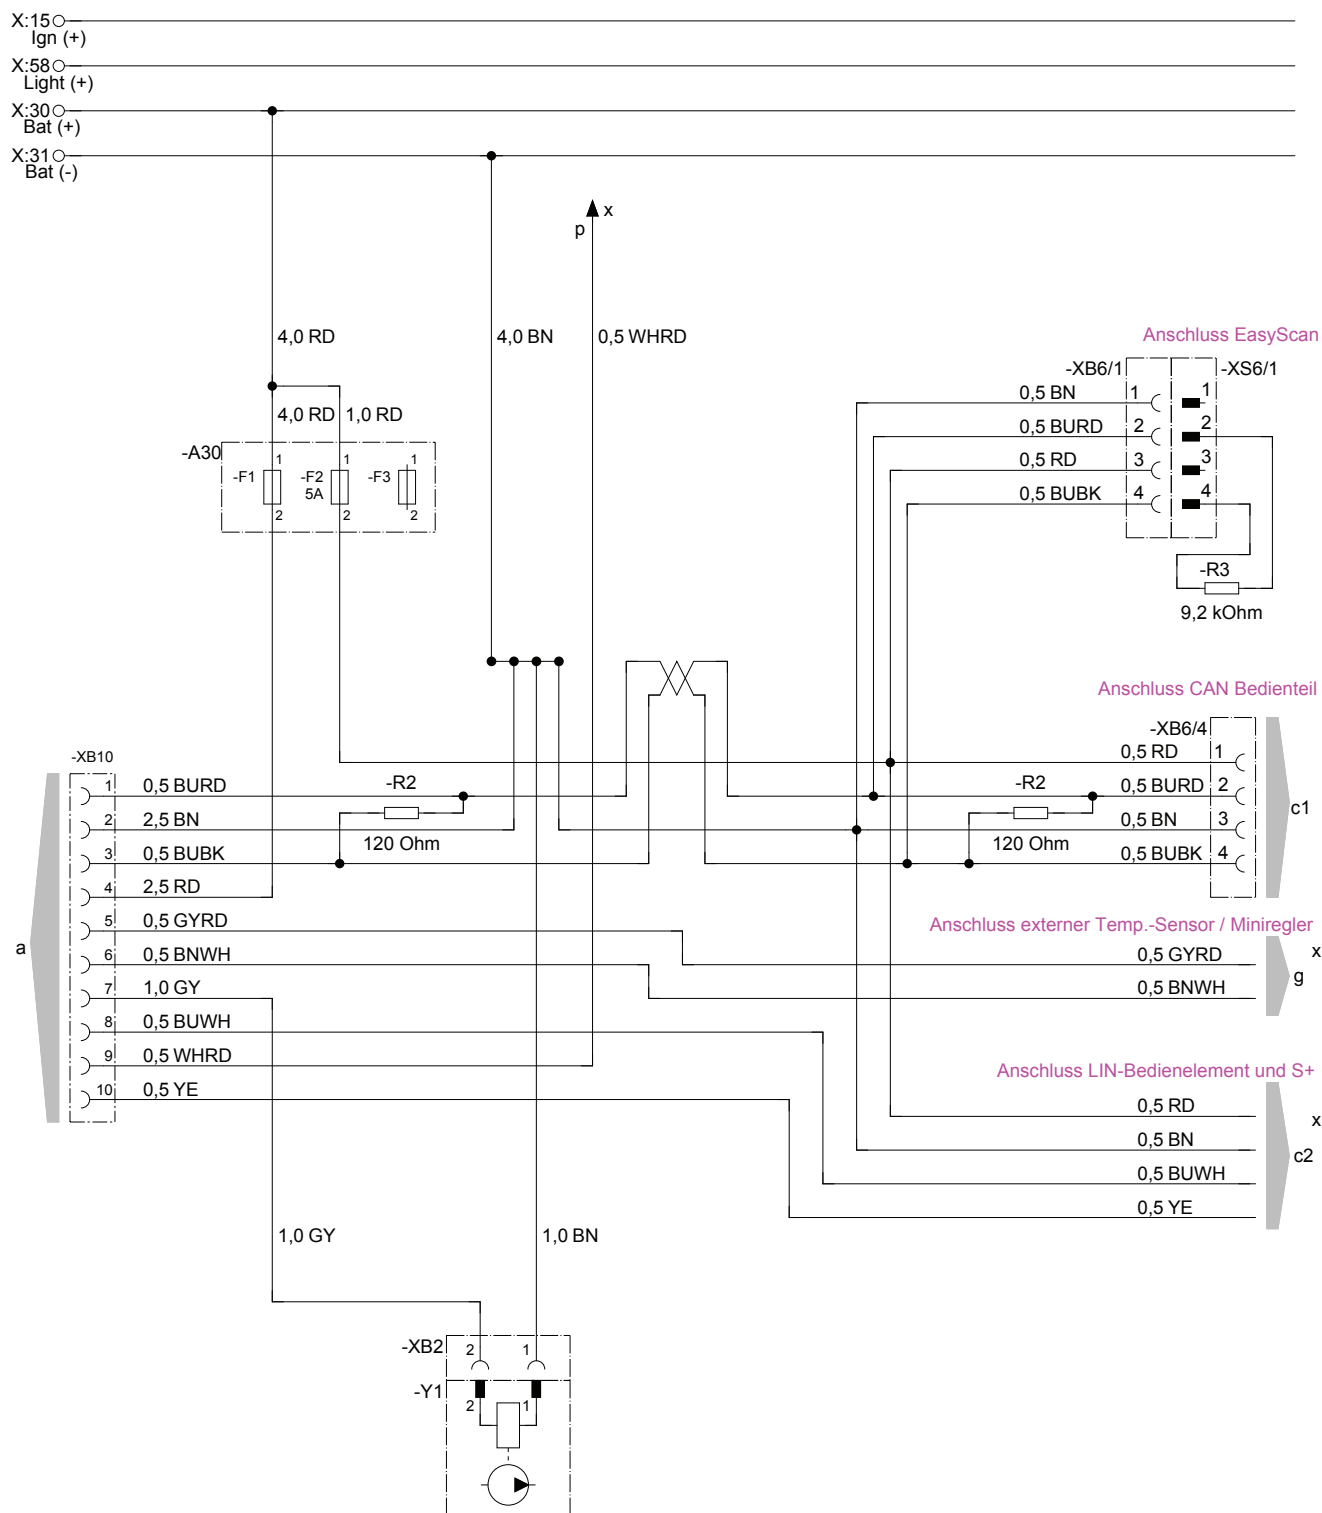 X:15
Ign (+)
X:58
Light (+)
X:30
Bat (+)
X:31
Bat (-)
x
p
4,0 RD
4,0 BN
0,5 WHRD
4,0 RD
1,0 RD
-A30
-F1
1
2
-F2
5A
1
2
-F3
1
2
Anschluss EasyScan
-XB6/1
-XS6/1
0,5 BN 1 1
0,5 BURD 2 2
0,5 RD 3 3
0,5 BUBK 4 4
-R3
9,2 kOhm
Anschluss CAN Bedienteil
-XB6/4
0,5 RD 1
0,5 BURD 2
0,5 BN 3
0,5 BUBK 4
c1
-R2
120 Ohm
-R2
120 Ohm
-XB10
a
1 0,5 BURD
2 2,5 BN
3 0,5 BUBK
4 2,5 RD
5 0,5 GYRD
6 0,5 BNWH
7 1,0 GY
8 0,5 BUWH
9 0,5 WHRD
10 0,5 YE
Anschluss externer Temp.-Sensor / Miniregler
0,5 GYRD
0,5 BNWH
x
g
Anschluss LIN-Bedienelement und S+
0,5 RD
0,5 BN
0,5 BUWH
0,5 YE
x
c2
1,0 GY
1,0 BN
-XB2
2 1
-Y1
2 1